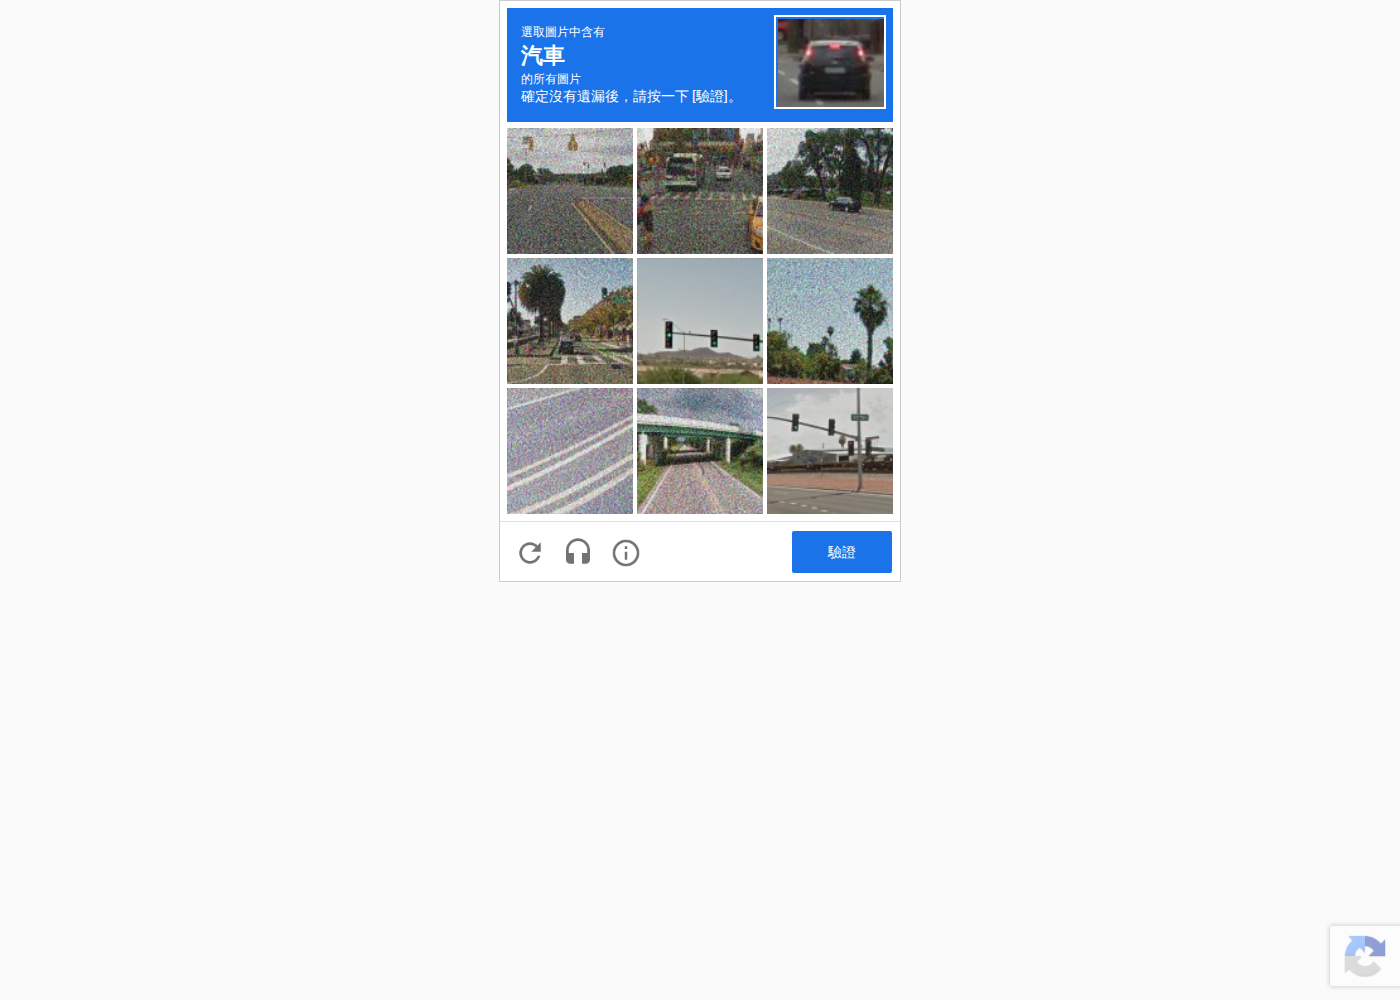 選取圖片中含有
汽車
的所有圖片
確定沒有遺漏後，請按一下 [驗證]。
驗證